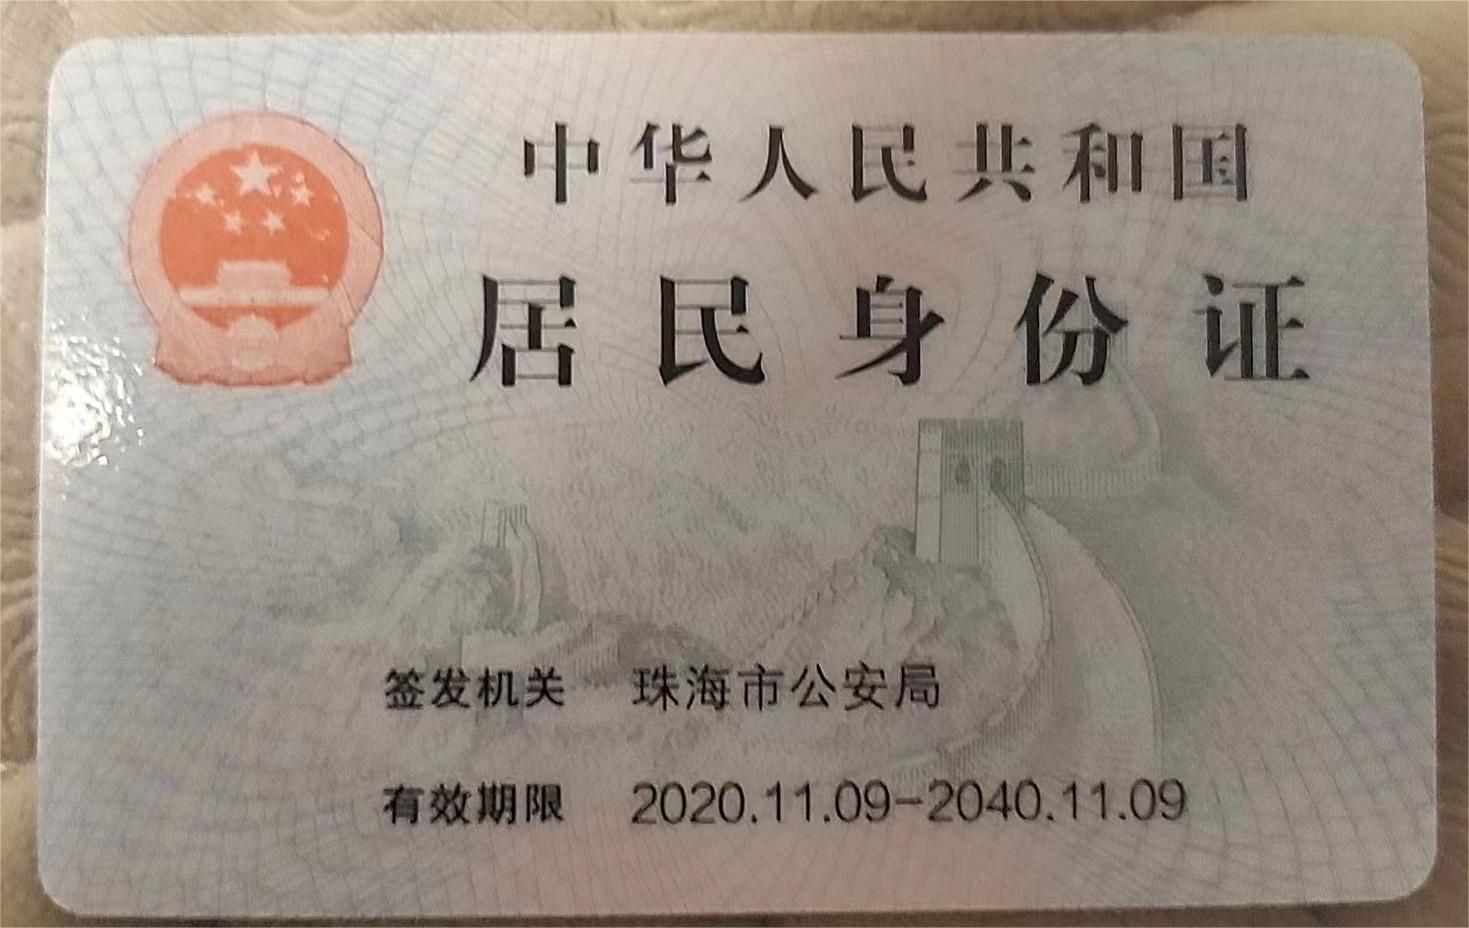 中华人民共和国
居民身份证
签发机关 珠海市公安局
有效期限 2020.11.09-2040.11.09